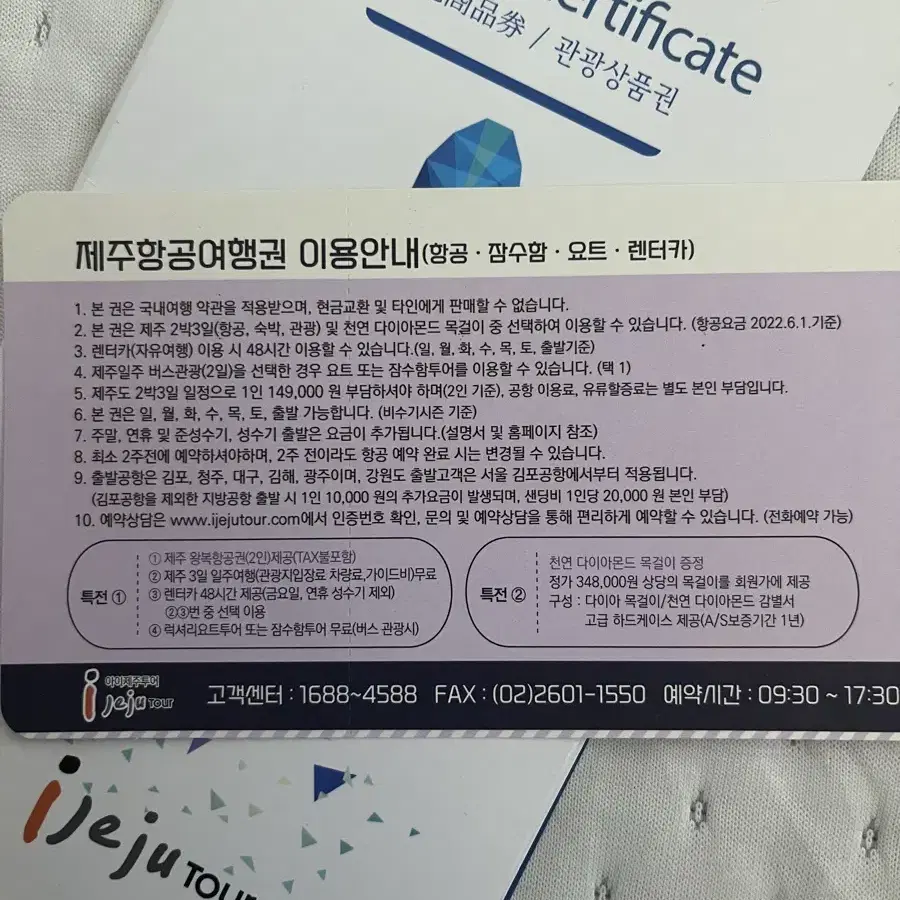 ertificate
商品券 / 관광상품권
제주항공여행권 이용안내(항공 · 잠수함 · 요트 · 렌터카)
1. 본 권은 국내여행 약관을 적용받으며, 현금교환 및 타인에게 판매할 수 없습니다.
2. 본 권은 제주 2박3일(항공, 숙박, 관광) 및 천연 다이아몬드 목걸이 중 선택하여 이용할 수 있습니다. (항공요금 2022.6.1.기준)
3. 렌터카(자유여행) 이용 시 48시간 이용할 수 있습니다.(일, 월, 화, 수, 목, 토, 출발기준)
4. 제주일주 버스관광(2일)을 선택한 경우 요트 또는 잠수함투어를 이용할 수 있습니다. (택 1)
5. 제주도 2박3일 일정으로 1인 149,000 원 부담하셔야 하며(2인 기준), 공항 이용료, 유류할증료는 별도 본인 부담입니다.
6. 본 권은 일, 월, 화, 수, 목, 토, 출발 가능합니다. (비수기시즌 기준)
7. 주말, 연휴 및 준성수기, 성수기 출발은 요금이 추가됩니다.(설명서 및 홈페이지 참조)
8. 최소 2주전에 예약하셔야하며, 2주 전이라도 항공 예약 완료 시는 변경될 수 있습니다.
9. 출발공항은 김포, 청주, 대구, 김해, 광주이며, 강원도 출발고객은 서울 김포공항에서부터 적용됩니다.
(김포공항을 제외한 지방공항 출발 시 1인 10,000 원의 추가요금이 발생되며, 샌딩비 1인당 20,000 원 본인 부담)
10. 예약상담은 www.ijejutour.com에서 인증번호 확인, 문의 및 예약상담을 통해 편리하게 예약할 수 있습니다. (전화예약 가능)
특전 ①
① 제주 왕복항공권(2인)제공(TAX불포함)
② 제주 3일 일주여행(관광지입장료 차량료,가이드비)무료
③ 렌터카 48시간 제공(금요일, 연휴 성수기 제외)
②③번 중 선택 이용
④ 럭셔리요트투어 또는 잠수함투어 무료(버스 관광시)
특전 ②
천연 다이아몬드 목걸이 증정
정가 348,000원 상당의 목걸이를 회원가에 제공
구성 : 다이아 목걸이/천연 다이아몬드 감별서
고급 하드케이스 제공(A/S보증기간 1년)
아이제주투어
ijeju TOUR
고객센터 : 1688~4588 FAX : (02)2601-1550 예약시간 : 09:30 ~ 17:30
ijeju TOUR